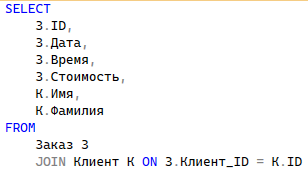 SELECT
З.ID,
З.Дата,
З.Время,
З.Стоимость,
К.Имя,
К.Фамилия
FROM
Заказ З
JOIN Клиент К ON З.Клиент_ID = К.ID